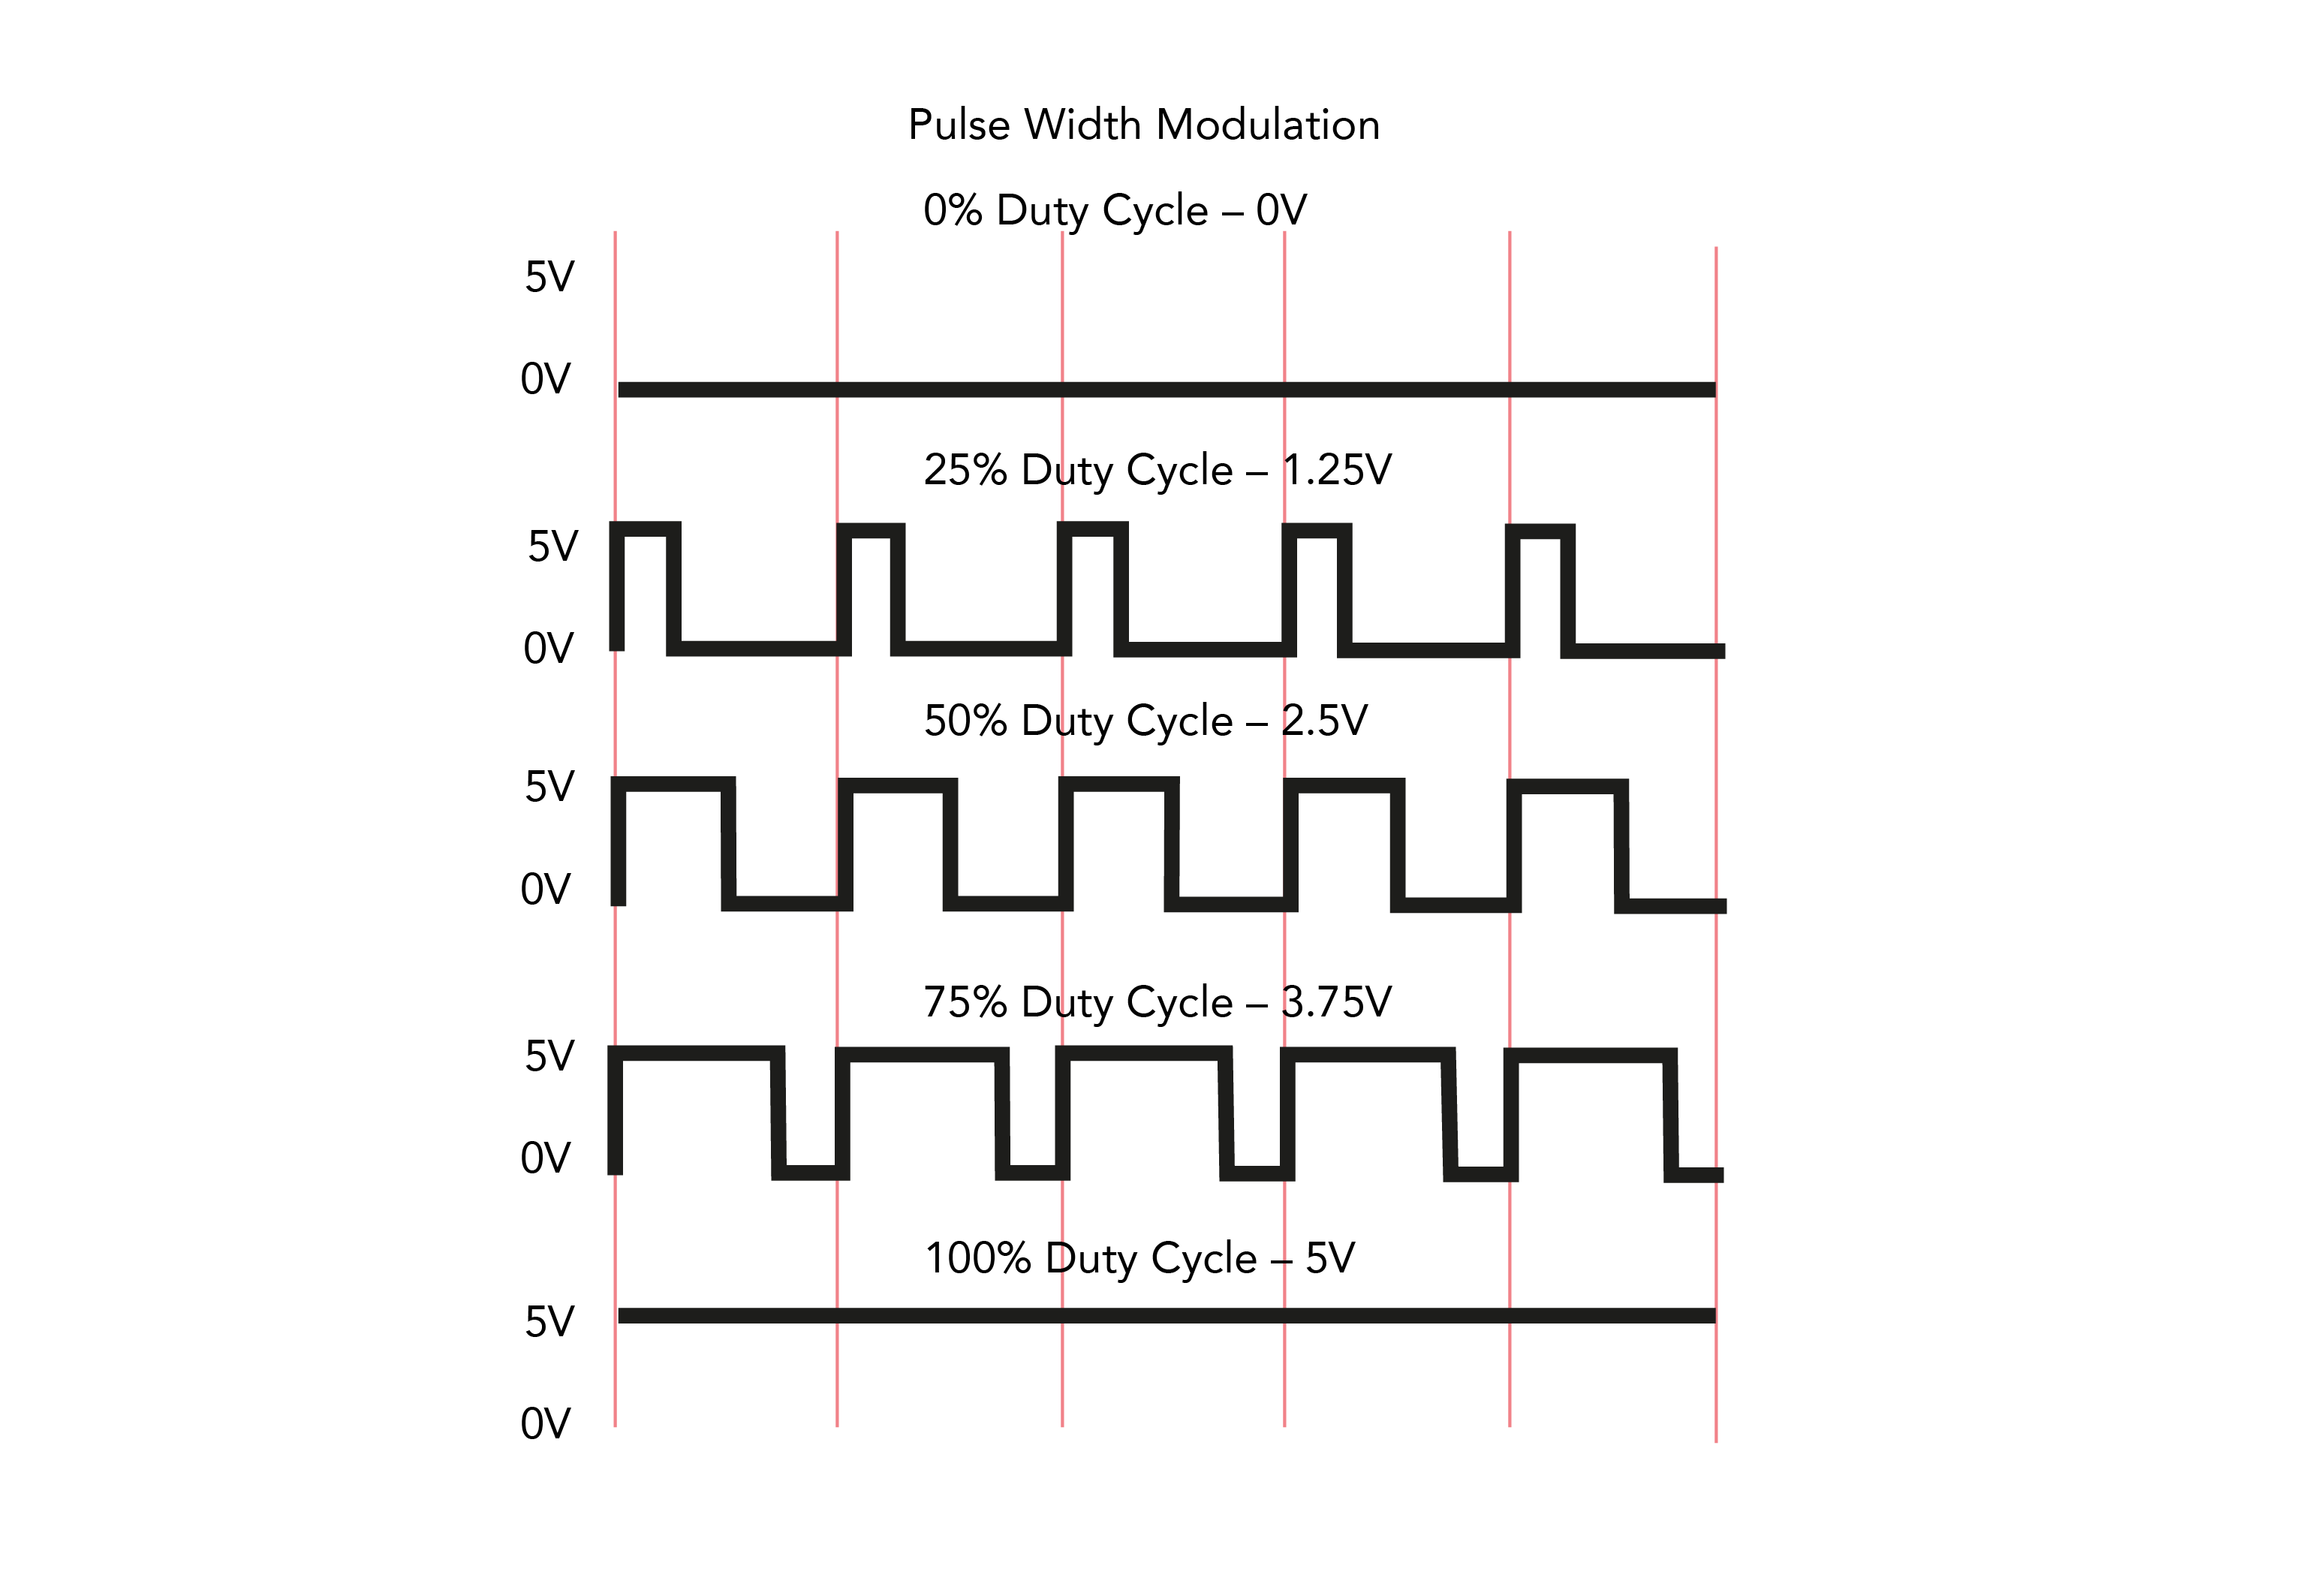 Pulse Width Modulation
0% Duty Cycle – 0V
5V
0V
25% Duty Cycle – 1.25V
5V
0V
50% Duty Cycle – 2.5V
5V
0V
75% Duty Cycle – 3.75V
5V
0V
100% Duty Cycle – 5V
5V
0V